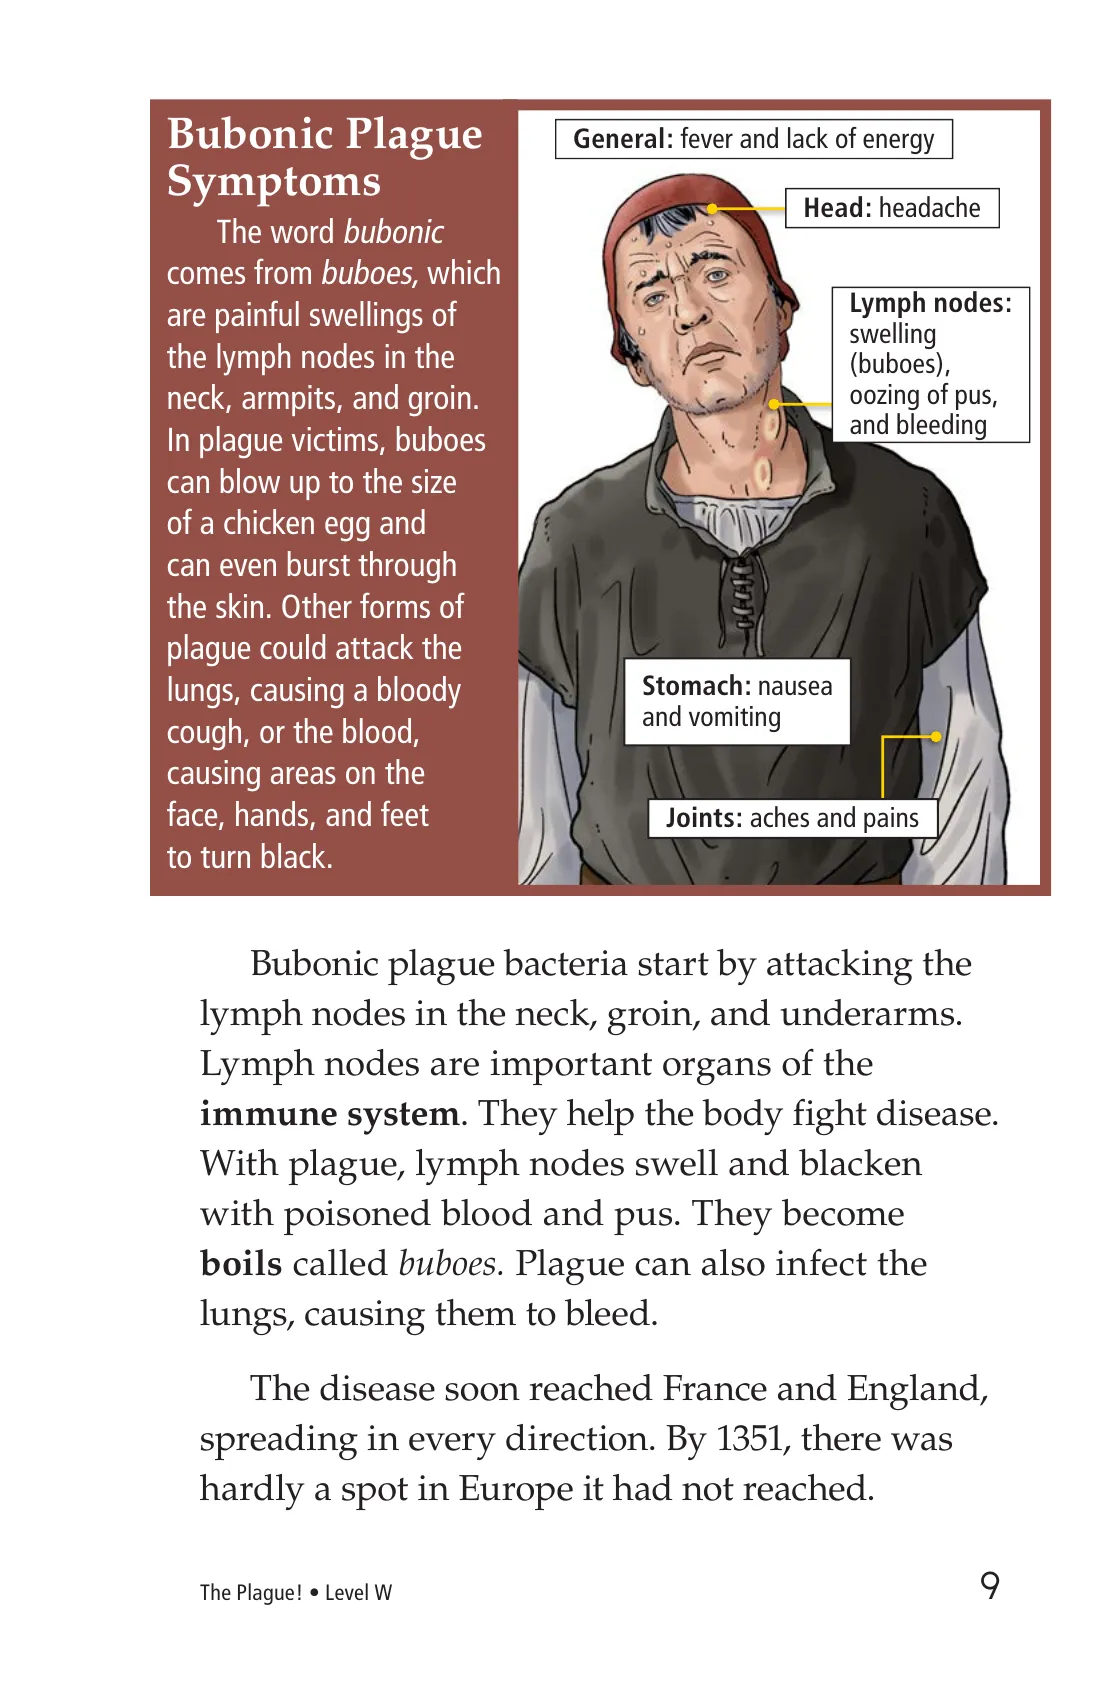 Bubonic Plague
Symptoms
The word bubonic
comes from buboes, which
are painful swellings of
the lymph nodes in the
neck, armpits, and groin.
In plague victims, buboes
can blow up to the size
of a chicken egg and
can even burst through
the skin. Other forms of
plague could attack the
lungs, causing a bloody
cough, or the blood,
causing areas on the
face, hands, and feet
to turn black.
General: fever and lack of energy
Head: headache
Lymph nodes:
swelling
(buboes),
oozing of pus,
and bleeding
Stomach: nausea
and vomiting
Joints: aches and pains
Bubonic plague bacteria start by attacking the
lymph nodes in the neck, groin, and underarms.
Lymph nodes are important organs of the
immune system. They help the body fight disease.
With plague, lymph nodes swell and blacken
with poisoned blood and pus. They become
boils called buboes. Plague can also infect the
lungs, causing them to bleed.
The disease soon reached France and England,
spreading in every direction. By 1351, there was
hardly a spot in Europe it had not reached.
The Plague! • Level W
9